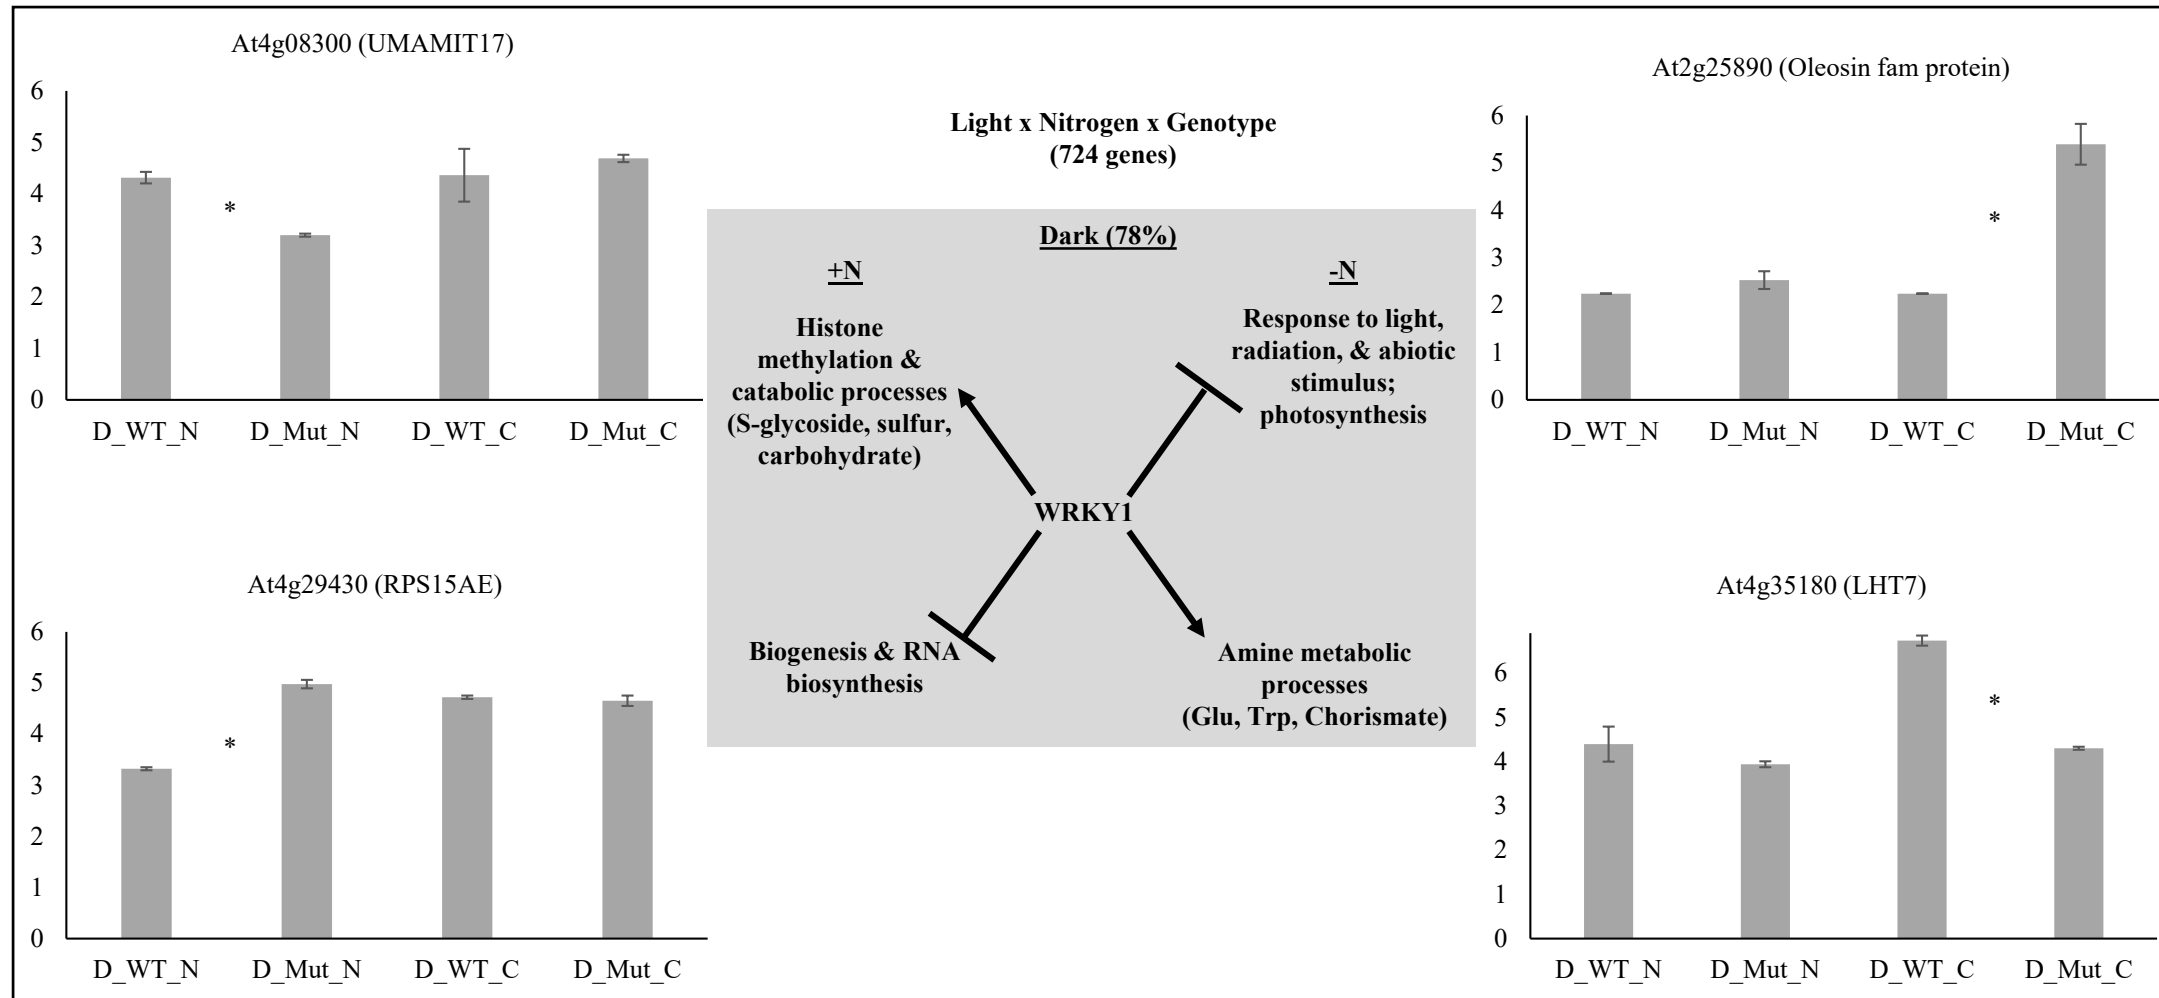 At4g08300 (UMAMIT17)
6
5
4
3
2
1
0
*
D_WT_N D_Mut_N D_WT_C D_Mut_C
Light x Nitrogen x Genotype
(724 genes)
At2g25890 (Oleosin fam protein)
6
5
4
3
2
1
0
*
D_WT_N D_Mut_N D_WT_C D_Mut_C
Dark (78%)
+N
Histone
methylation &
catabolic processes
(S-glycoside, sulfur,
carbohydrate)
-N
Response to light,
radiation, & abiotic
stimulus;
photosynthesis
WRKY1
Biogenesis & RNA
biosynthesis
Amine metabolic
processes
(Glu, Trp, Chorismate)
At4g29430 (RPS15AE)
6
5
4
3
2
1
0
*
D_WT_N D_Mut_N D_WT_C D_Mut_C
At4g35180 (LHT7)
6
5
4
3
2
1
0
*
D_WT_N D_Mut_N D_WT_C D_Mut_C